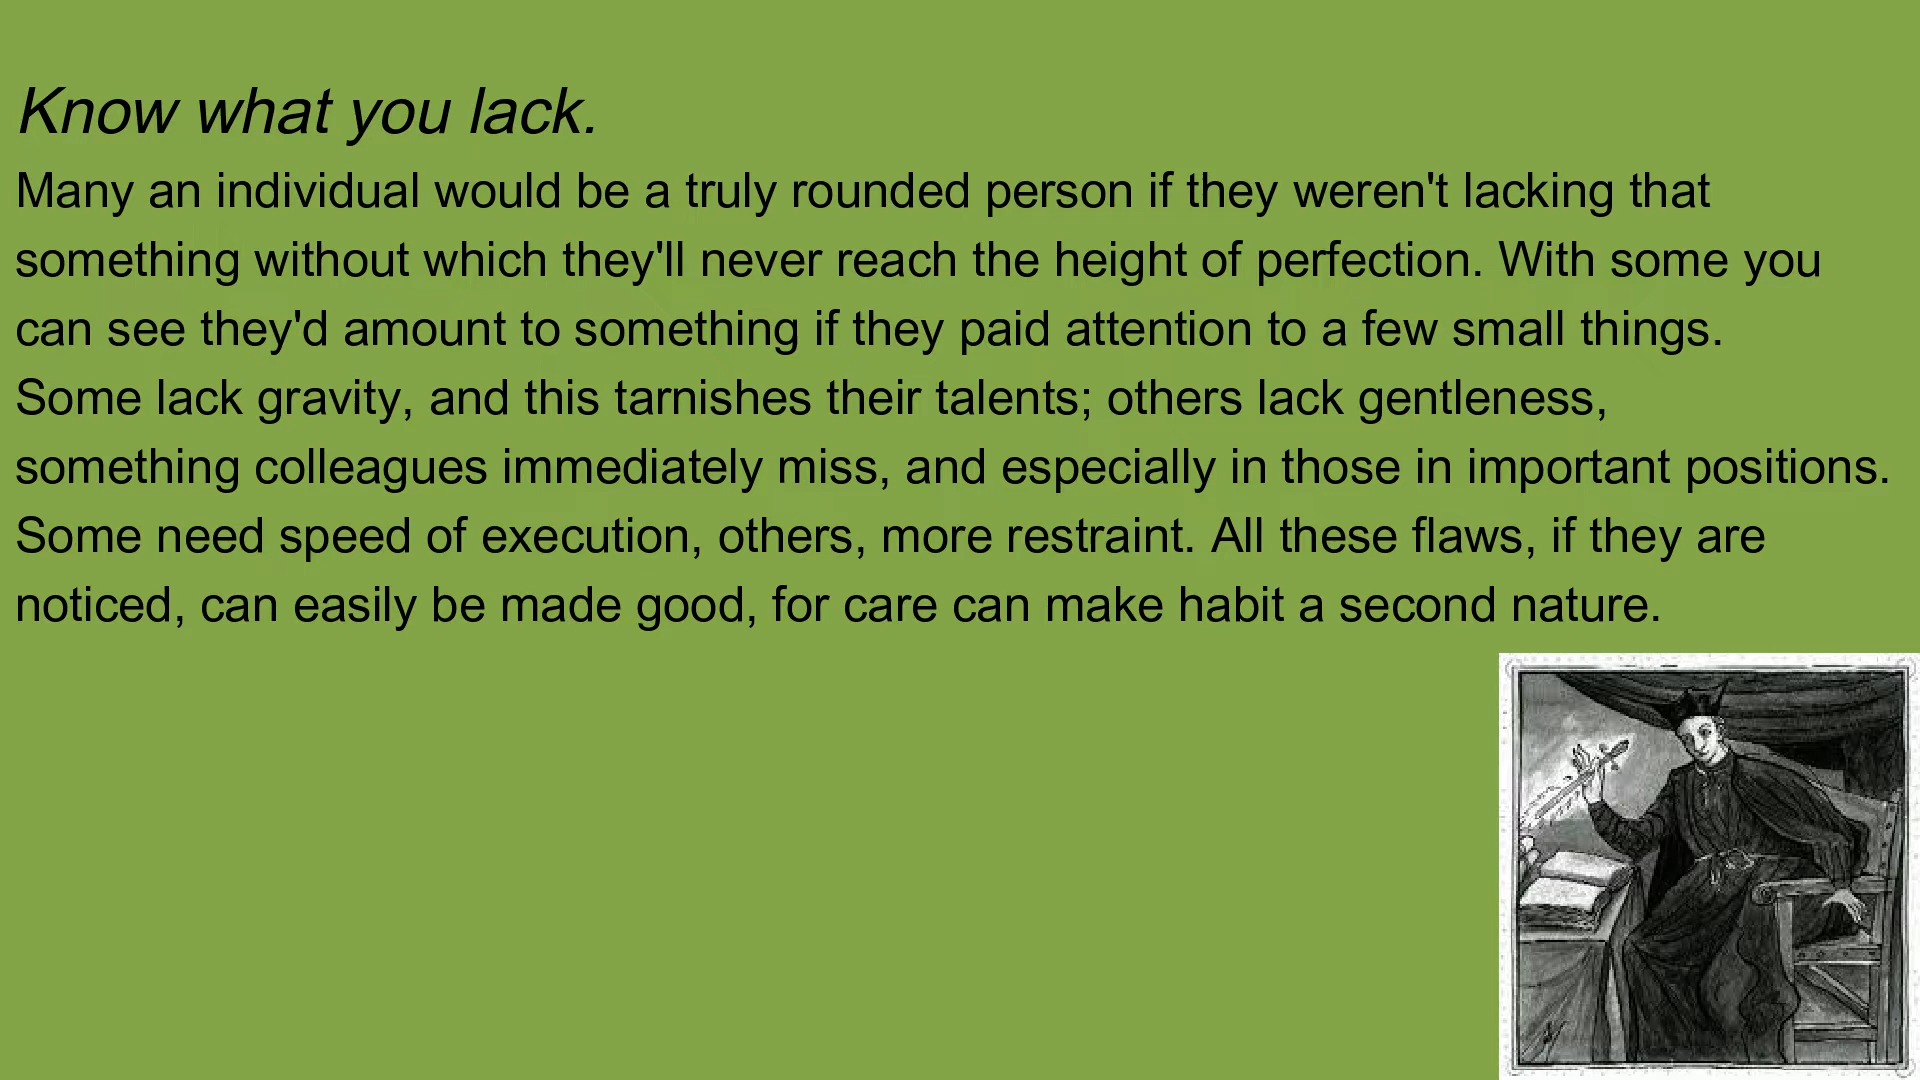 Know what you lack.
Many an individual would be a truly rounded person if they weren't lacking that
something without which they'll never reach the height of perfection. With some you
can see they'd amount to something if they paid attention to a few small things.
Some lack gravity, and this tarnishes their talents; others lack gentleness,
something colleagues immediately miss, and especially in those in important positions.
Some need speed of execution, others, more restraint. All these flaws, if they are
noticed, can easily be made good, for care can make habit a second nature.